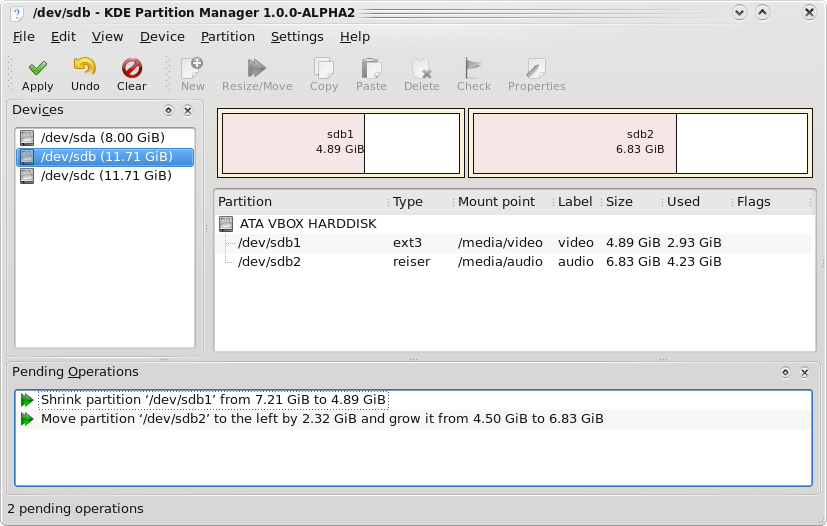 /dev/sdb - KDE Partition Manager 1.0.0-ALPHA2
File Edit View Device Partition Settings Help
Apply Undo Clear New Resize/Move Copy Paste Delete Check Properties
Devices
/dev/sda (8.00 GiB)
/dev/sdb (11.71 GiB)
/dev/sdc (11.71 GiB)
sdb1
4.89 GiB
sdb2
6.83 GiB
Partition Type Mount point Label Size Used Flags
ATA VBOX HARDDISK
/dev/sdb1 ext3 /media/video video 4.89 GiB 2.93 GiB
/dev/sdb2 reiser /media/audio audio 6.83 GiB 4.23 GiB
Pending Operations
Shrink partition ‘/dev/sdb1’ from 7.21 GiB to 4.89 GiB
Move partition ‘/dev/sdb2’ to the left by 2.32 GiB and grow it from 4.50 GiB to 6.83 GiB
2 pending operations